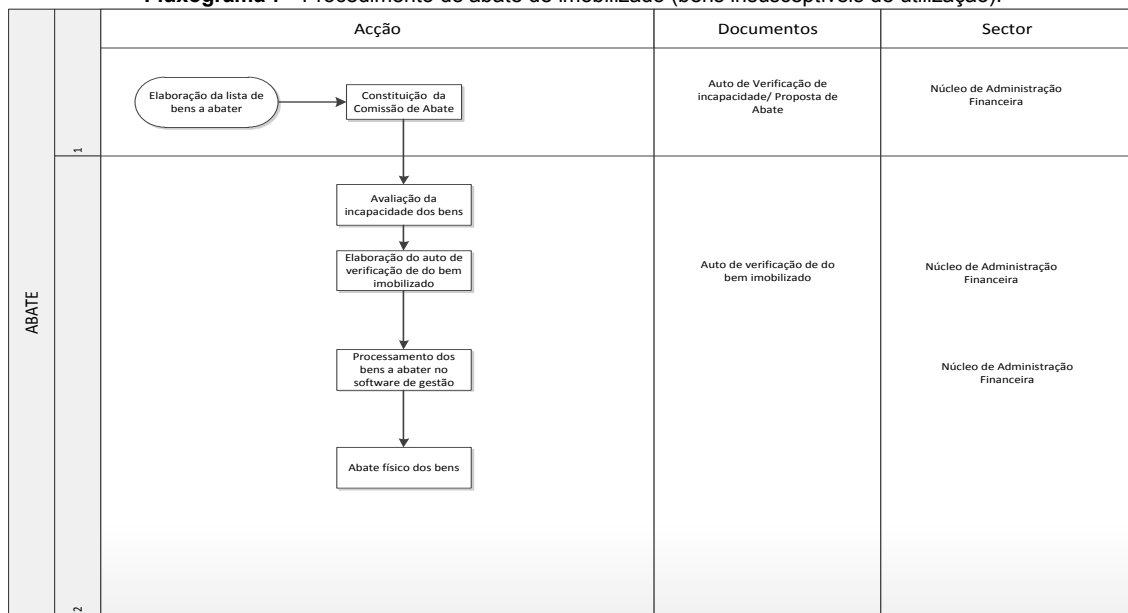 Acção
Documentos
Sector
ABATE
1
Elaboração da lista de
bens a abater
Constituição da
Comissão de Abate
Auto de Verificação de
incapacidade/ Proposta de
Abate
Núcleo de Administração
Financeira
Avaliação da
incapacidade dos bens
Elaboração do auto de
verificação de do bem
imobilizado
Auto de verificação de do
bem imobilizado
Núcleo de Administração
Financeira
Processamento dos
bens a abater no
software de gestão
Núcleo de Administração
Financeira
Abate físico dos bens
2